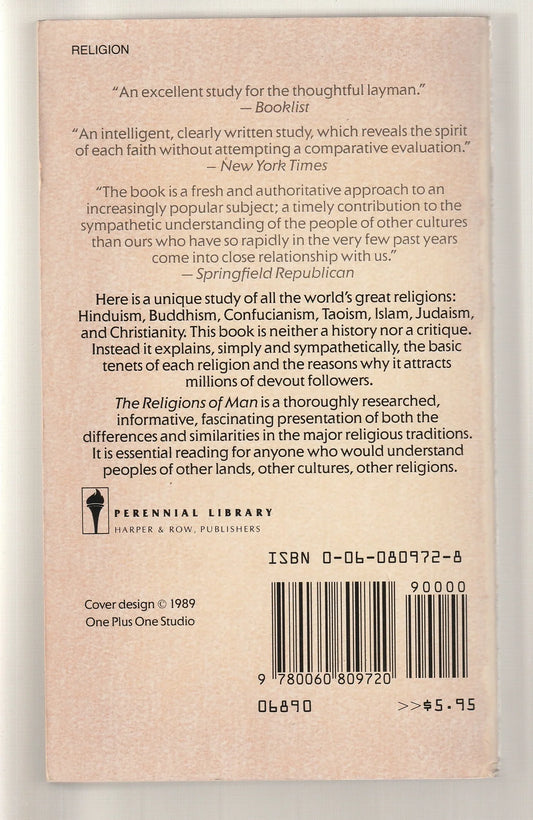 RELIGION
“An excellent study for the thoughtful layman.”
— Booklist
“An intelligent, clearly written study, which reveals the spirit
of each faith without attempting a comparative evaluation.”
— New York Times
“The book is a fresh and authoritative approach to an
increasingly popular subject; a timely contribution to the
sympathetic understanding of the people of other cultures
than ours who have so rapidly in the very few past years
come into close relationship with us.”
— Springfield Republican
Here is a unique study of all the world’s great religions:
Hinduism, Buddhism, Confucianism, Taoism, Islam, Judaism,
and Christianity. This book is neither a history nor a critique.
Instead it explains, simply and sympathetically, the basic
tenets of each religion and the reasons why it attracts
millions of devout followers.
The Religions of Man is a thoroughly researched,
informative, fascinating presentation of both the
differences and similarities in the major religious traditions.
It is essential reading for anyone who would understand
peoples of other lands, other cultures, other religions.
PERENNIAL LIBRARY
HARPER & ROW, PUBLISHERS
ISBN 0-06-080972-8
90000
Cover design © 1989
One Plus One Studio
9 780060 809720
06890 >>$5.95